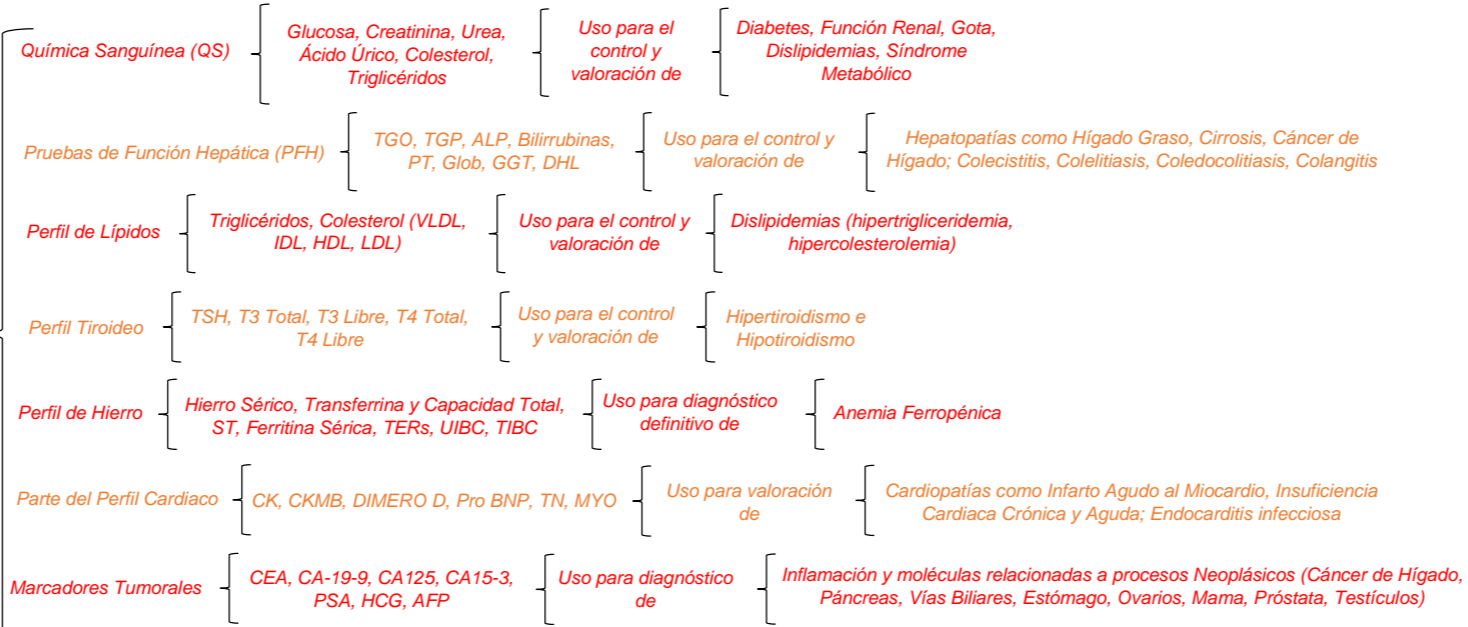 Química Sanguínea (QS)
Glucosa, Creatinina, Urea,
Ácido Úrico, Colesterol,
Triglicéridos
Uso para el
control y
valoración de
Diabetes, Función Renal, Gota,
Dislipidemias, Síndrome
Metabólico
Pruebas de Función Hepática (PFH)
TGO, TGP, ALP, Bilirrubinas,
PT, Glob, GGT, DHL
Uso para el control y
valoración de
Hepatopatías como Hígado Graso, Cirrosis, Cáncer de
Hígado; Colecistitis, Colelitiasis, Coledocolitiasis, Colangitis
Perfil de Lípidos
Triglicéridos, Colesterol (VLDL,
IDL, HDL, LDL)
Uso para el control y
valoración de
Dislipidemias (hipertrigliceridemia,
hipercolesterolemia)
Perfil Tiroideo
TSH, T3 Total, T3 Libre, T4 Total,
T4 Libre
Uso para el control
y valoración de
Hipertiroidismo e
Hipotiroidismo
Perfil de Hierro
Hierro Sérico, Transferrina y Capacidad Total,
ST, Ferritina Sérica, TERs, UIBC, TIBC
Uso para diagnóstico
definitivo de
Anemia Ferropénica
Parte del Perfil Cardiaco
CK, CKMB, DIMERO D, Pro BNP, TN, MYO
Uso para valoración
de
Cardiopatías como Infarto Agudo al Miocardio, Insuficiencia
Cardiaca Crónica y Aguda; Endocarditis infecciosa
Marcadores Tumorales
CEA, CA-19-9, CA125, CA15-3,
PSA, HCG, AFP
Uso para diagnóstico
de
Inflamación y moléculas relacionadas a procesos Neoplásicos (Cáncer de Hígado,
Páncreas, Vías Biliares, Estómago, Ovarios, Mama, Próstata, Testículos)